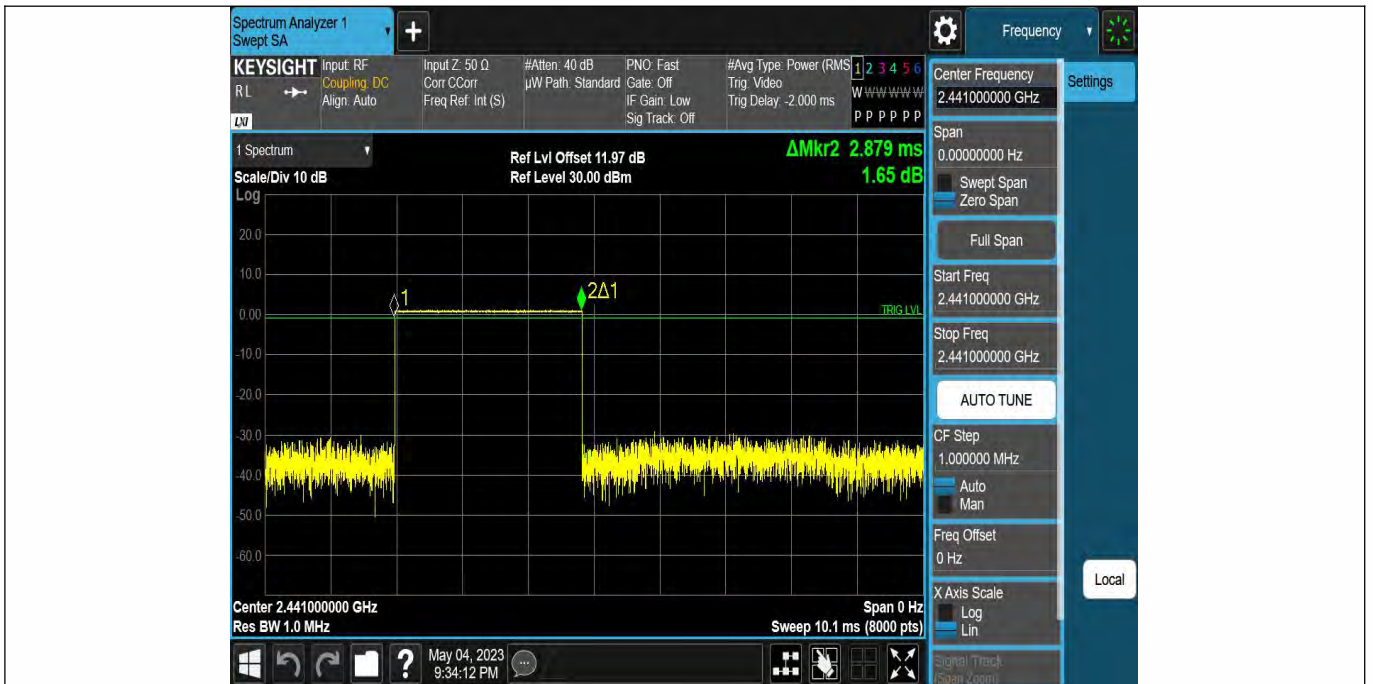 Spectrum Analyzer 1
Swept SA
+
Frequency
KEYSIGHT
RL
LXI
Input: RF
Coupling: DC
Align: Auto
Input Z: 50 Ω
Corr CCorr
Freq Ref: Int (S)
#Atten: 40 dB
µW Path: Standard
PNO: Fast
Gate: Off
IF Gain: Low
Sig Track: Off
#Avg Type: Power (RMS
Trig: Video
Trig Delay: -2.000 ms
1 2 3 4 5 6
W W W W W W
P P P P P P
1 Spectrum
Scale/Div 10 dB
Log
Ref Lvl Offset 11.97 dB
Ref Level 30.00 dBm
ΔMkr2 2.879 ms
1.65 dB
20.0
10.0
0.00
-10.0
-20.0
-30.0
-40.0
-50.0
-60.0
1
2Δ1
TRIG LVL
Center 2.441000000 GHz
Res BW 1.0 MHz
Span 0 Hz
Sweep 10.1 ms (8000 pts)
Center Frequency
2.441000000 GHz
Settings
Span
0.00000000 Hz
Swept Span
Zero Span
Full Span
Start Freq
2.441000000 GHz
Stop Freq
2.441000000 GHz
AUTO TUNE
CF Step
1.000000 MHz
Auto
Man
Freq Offset
0 Hz
X Axis Scale
Log
Lin
Local
Signal Track
(Span Zoom)
?
May 04, 2023
9:34:12 PM